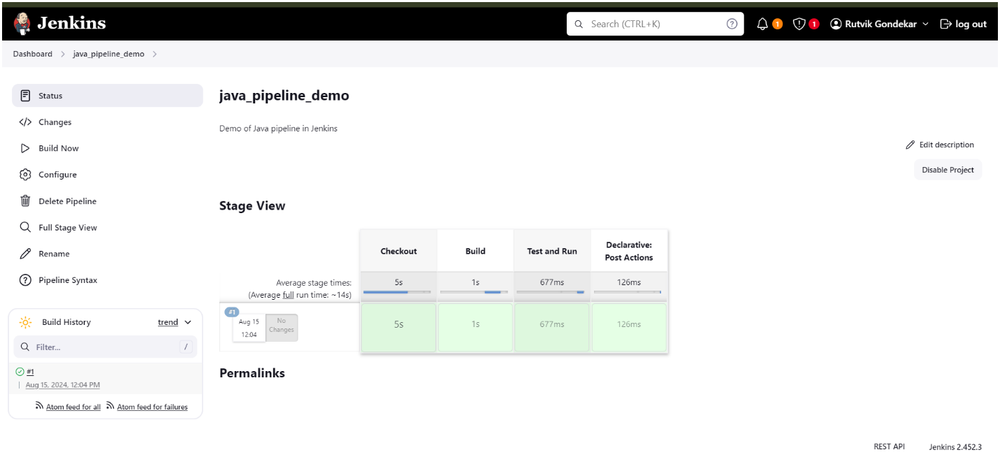 Jenkins
Search (CTRL+K)
1
1
Rutvik Gondekar
log out
Dashboard
java_pipeline_demo
Status
Changes
Build Now
Configure
Delete Pipeline
Full Stage View
Rename
Pipeline Syntax
Build History
trend
Filter...
/
#1
Aug 15, 2024, 12:04 PM
Atom feed for all
Atom feed for failures
java_pipeline_demo
Demo of Java pipeline in Jenkins
Edit description
Disable Project
Stage View
Checkout
Build
Test and Run
Declarative:
Post Actions
Average stage times:
(Average full run time: ~14s)
5s
1s
677ms
126ms
#1
Aug 15
12:04
No
Changes
5s
1s
677ms
126ms
Permalinks
REST API
Jenkins 2.452.3